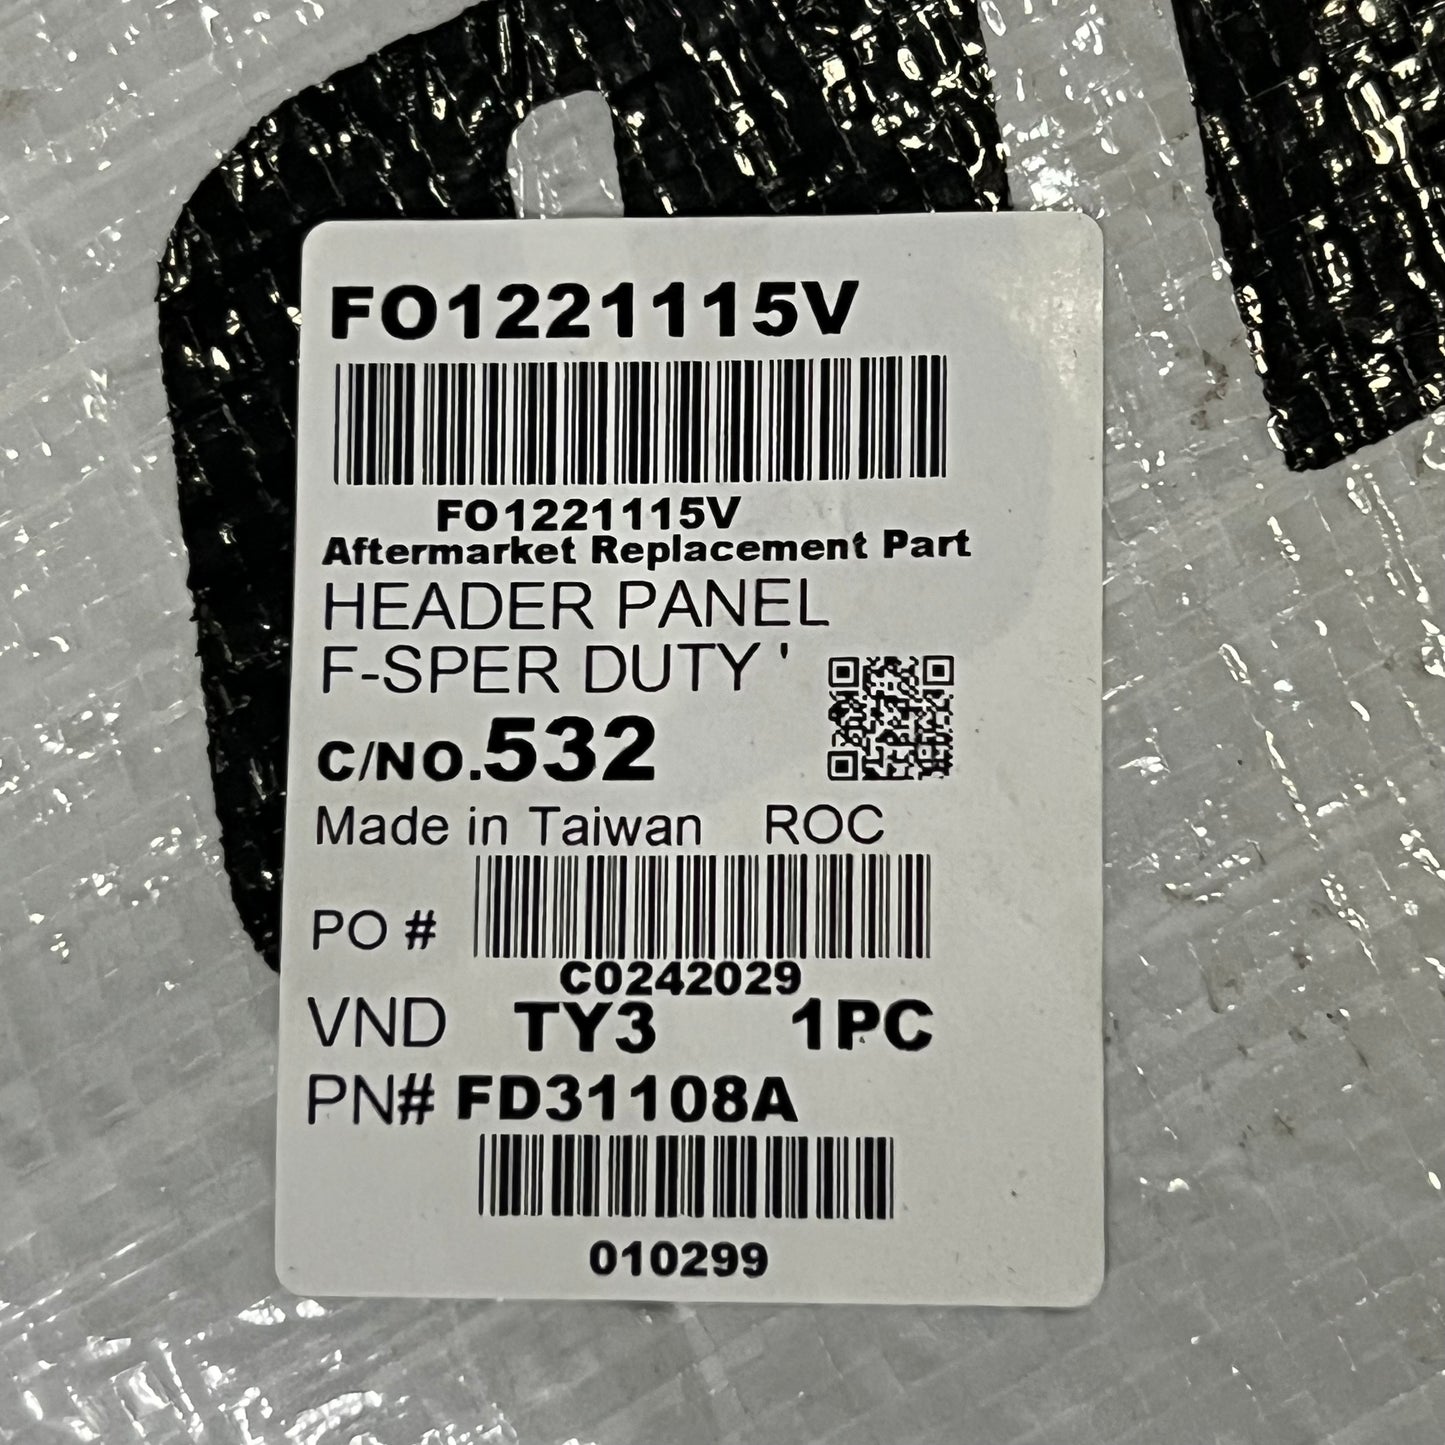 FO1221115V
FO1221115V
Aftermarket Replacement Part
HEADER PANEL
F-SPER DUTY '
C/NO.532
Made in Taiwan ROC
PO #
C0242029
VND TY3 1PC
PN# FD31108A
010299